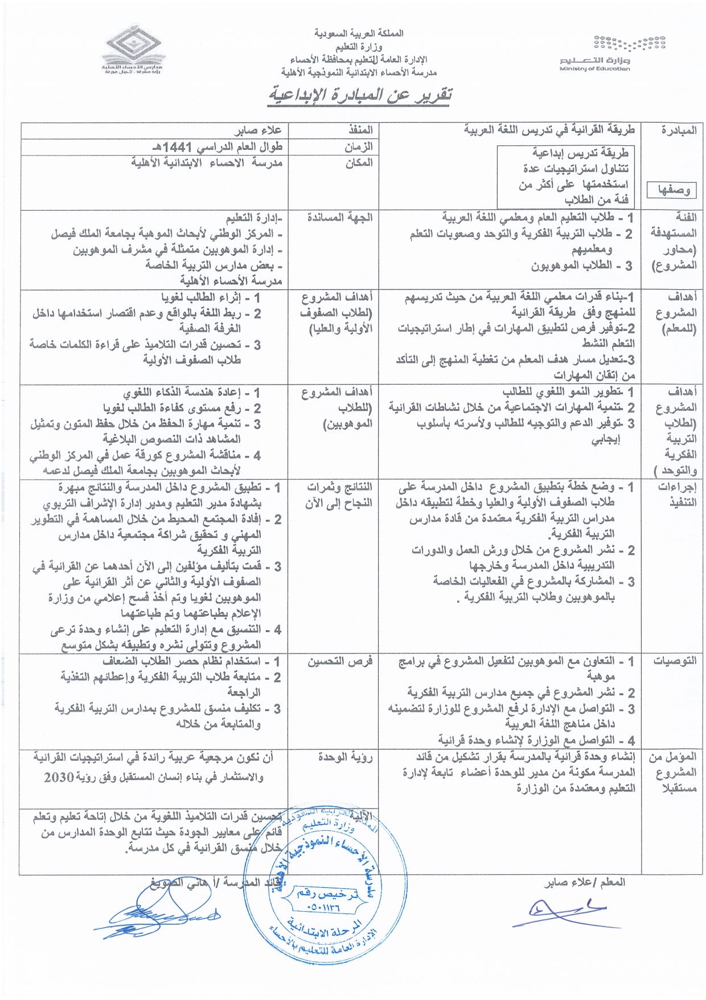 المملكة العربية السعودية
وزارة التعليم
الإدارة العامة للتعليم بمحافظة الأحساء
مدرسة الأحساء الابتدائية النموذجية الأهلية
وزارة التعليم
Ministry of Education
مدارس الأحساء الأهلية
رؤية مشرقة . لأجيال مورقة
تقرير عن المبادرة الإبداعية
المبادرة
وصفها
طريقة القرائية في تدريس اللغة العربية
طريقة تدريس إبداعية
تتناول استراتيجيات عدة
استخدمتها على أكثر من
فئة من الطلاب
المنفذ
علاء صابر
الزمان
طوال العام الدراسي 1441هـ
المكان
مدرسة الاحساء الابتدائية الأهلية
الفئة
المستهدفة
(محاور
المشروع)
1 - طلاب التعليم العام ومعلمي اللغة العربية
2 - طلاب التربية الفكرية والتوحد وصعوبات التعلم
ومعلميهم
3 - الطلاب الموهوبون
الجهة المساندة
-إدارة التعليم
- المركز الوطني لأبحاث الموهبة بجامعة الملك فيصل
- إدارة الموهوبين متمثلة في مشرف الموهوبين
- بعض مدارس التربية الخاصة
مدرسة الأحساء الأهلية
أهداف
المشروع
(للمعلم)
1-بناء قدرات معلمي اللغة العربية من حيث تدريسهم
للمنهج وفق طريقة القرائية
2-توفير فرص لتطبيق المهارات في إطار استراتيجيات
التعلم النشط
3-تعديل مسار هدف المعلم من تغطية المنهج إلى التأكد
من إتقان المهارات
أهداف المشروع
(لطلاب الصفوف
الأولية والعليا)
1 - إثراء الطالب لغويا
2 - ربط اللغة بالواقع وعدم اقتصار استخدامها داخل
الغرفة الصفية
3 - تحسين قدرات التلاميذ على قراءة الكلمات خاصة
طلاب الصفوف الأولية
أهداف
المشروع
(لطلاب
التربية
الفكرية
والتوحد )
1 -تطوير النمو اللغوي للطالب
2 -تنمية المهارات الاجتماعية من خلال نشاطات القرائية
3 -توفير الدعم والتوجيه للطالب ولأسرته بأسلوب
إيجابي
أهداف المشروع
(للطلاب
الموهوبين)
1 - إعادة هندسة الذكاء اللغوي
2 - رفع مستوى كفاءة الطالب لغويا
3 - تنمية مهارة الحفظ من خلال حفظ المتون وتمثيل
المشاهد ذات النصوص البلاغية
4 - مناقشة المشروع كورقة عمل في المركز الوطني
لأبحاث الموهوبين بجامعة الملك فيصل لدعمه
إجراءات
التنفيذ
1 - وضع خطة بتطبيق المشروع داخل المدرسة على
طلاب الصفوف الأولية والعليا وخطة لتطبيقه داخل
مدراس التربية الفكرية معتمدة من قادة مدارس
التربية الفكرية.
2 - نشر المشروع من خلال ورش العمل والدورات
التدريبية داخل المدرسة وخارجها
3 - المشاركة بالمشروع في الفعاليات الخاصة
بالموهوبين وطلاب التربية الفكرية .
النتائج وثمرات
النجاح إلى الآن
1 - تطبيق المشروع داخل المدرسة والنتائج مبهرة
بشهادة مدير التعليم ومدير إدارة الإشراف التربوي
2 - إفادة المجتمع المحيط من خلال المساهمة في التطوير
المهني و تحقيق شراكة مجتمعية داخل مدارس
التربية الفكرية
3 - قمت بتأليف مؤلفين إلى الآن أحدهما عن القرائية في
الصفوف الأولية والثاني عن أثر القرائية على
الموهوبين لغويا وتم أخذ فسح إعلامي من وزارة
الإعلام بطباعتهما وتم طباعتهما
4 - التنسيق مع إدارة التعليم على إنشاء وحدة ترعى
المشروع وتتولى نشره وتطبيقه بشكل متوسع
التوصيات
1 - التعاون مع الموهوبين لتفعيل المشروع في برامج
موهبة
2 - نشر المشروع في جميع مدارس التربية الفكرية
3 - التواصل مع الإدارة لرفع المشروع للوزارة لتضمينه
داخل مناهج اللغة العربية
4 - التواصل مع الوزارة لإنشاء وحدة قرائية
فرص التحسين
1 - استخدام نظام حصر الطلاب الضعاف
2 - متابعة طلاب التربية الفكرية وإعطائهم التغذية
الراجعة
3 - تكليف منسق للمشروع بمدارس التربية الفكرية
والمتابعة من خلاله
المؤمل من
المشروع
مستقبلا
إنشاء وحدة قرائية بالمدرسة بقرار تشكيل من قائد
المدرسة مكونة من مدير للوحدة أعضاء تابعة لإدارة
التعليم ومعتمدة من الوزارة
رؤية الوحدة
أن نكون مرجعية عربية رائدة في استراتيجيات القرائية
والاستثمار في بناء إنسان المستقبل وفق رؤية 2030
الآلية
تحسين قدرات التلاميذ اللغوية من خلال إتاحة تعليم وتعلم
قائم على معايير الجودة حيث تتابع الوحدة المدارس من
خلال منسق القرائية في كل مدرسة.
المعلم /علاء صابر
قائد المدرسة /أ هاني الصويغ
المملكة العربية السعودية
وزارة التعليم
مدرسة الأحساء النموذجية الأهلية
ترخيص رقم
٠٥٠١١٣٦
المرحلة الابتدائية
الإدارة العامة للتعليم بالأحساء